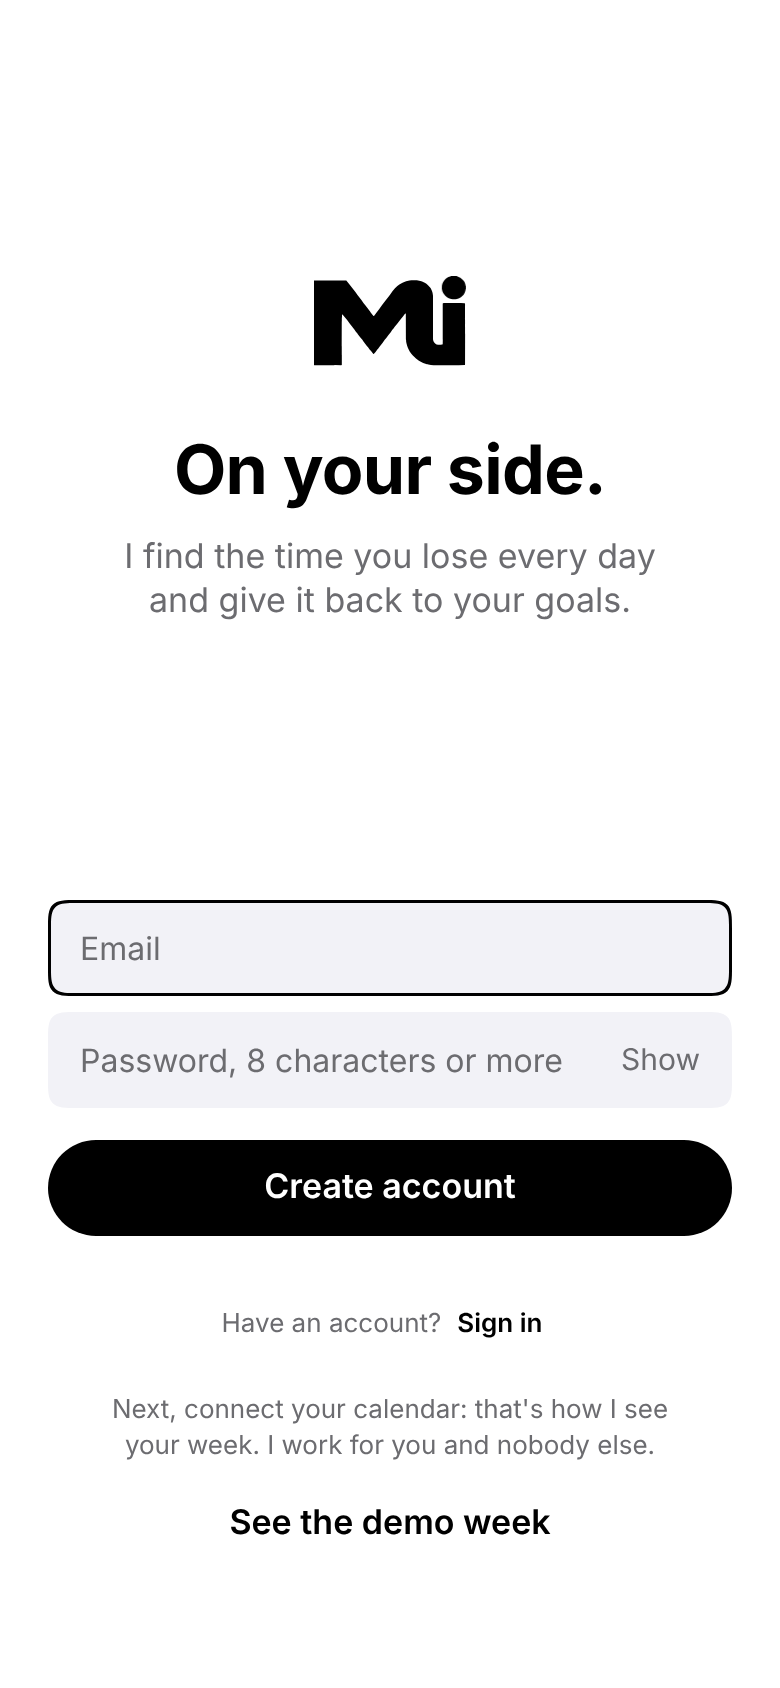 Mi
On your side.
I find the time you lose every day
and give it back to your goals.
Email
Password, 8 characters or more Show
Create account
Have an account? Sign in
Next, connect your calendar: that's how I see
your week. I work for you and nobody else.
See the demo week